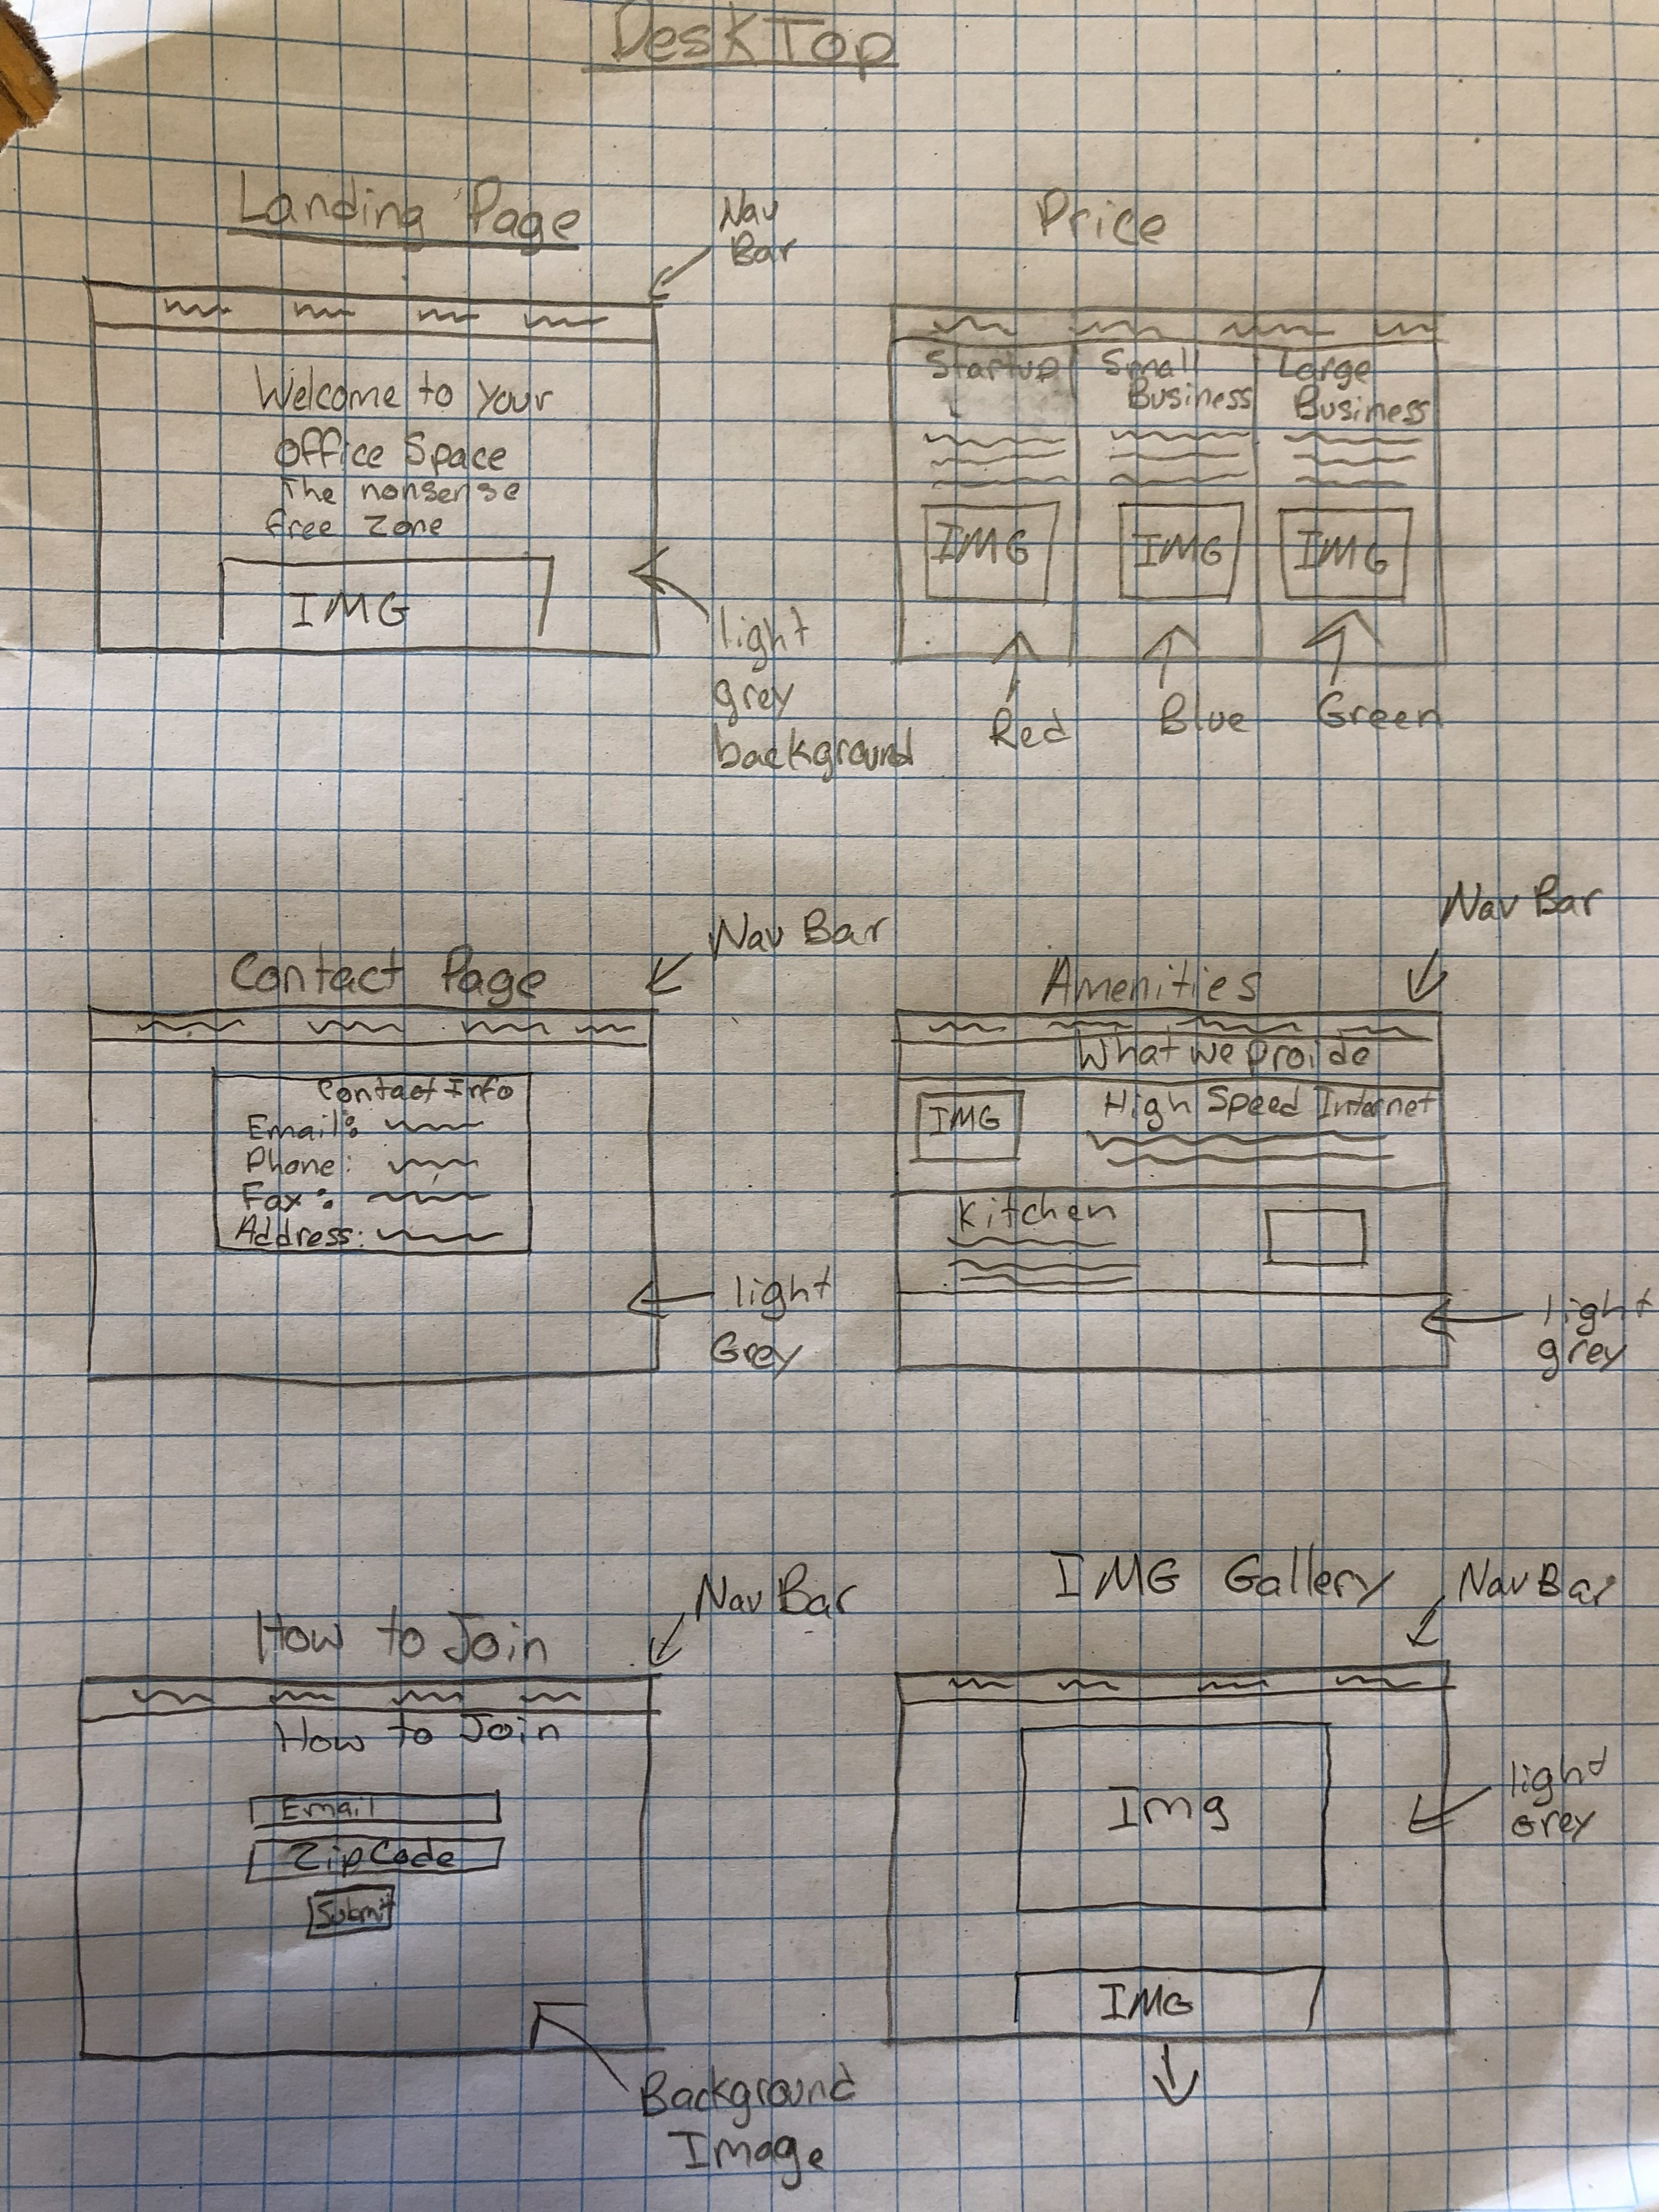 DeskTop
Landing Page
Nav
Bar
Welcome to your
Office Space
The nonsense
free Zone
IMG
light
grey
background
Price
Startup
Small
Business
Large
Business
IMG
IMG
IMG
Red
Blue
Green
Contact Page
Nav Bar
Contact Info
Email:
Phone:
Fax:
Address:
light
Grey
Amenities
Nav Bar
What we Proide
IMG
High Speed Internet
Kitchen
light
grey
How to Join
Nav Bar
How to Join
Email
Zip Code
Submit
Background
Image
IMG Gallery
Nav Bar
Img
light
Grey
IMG